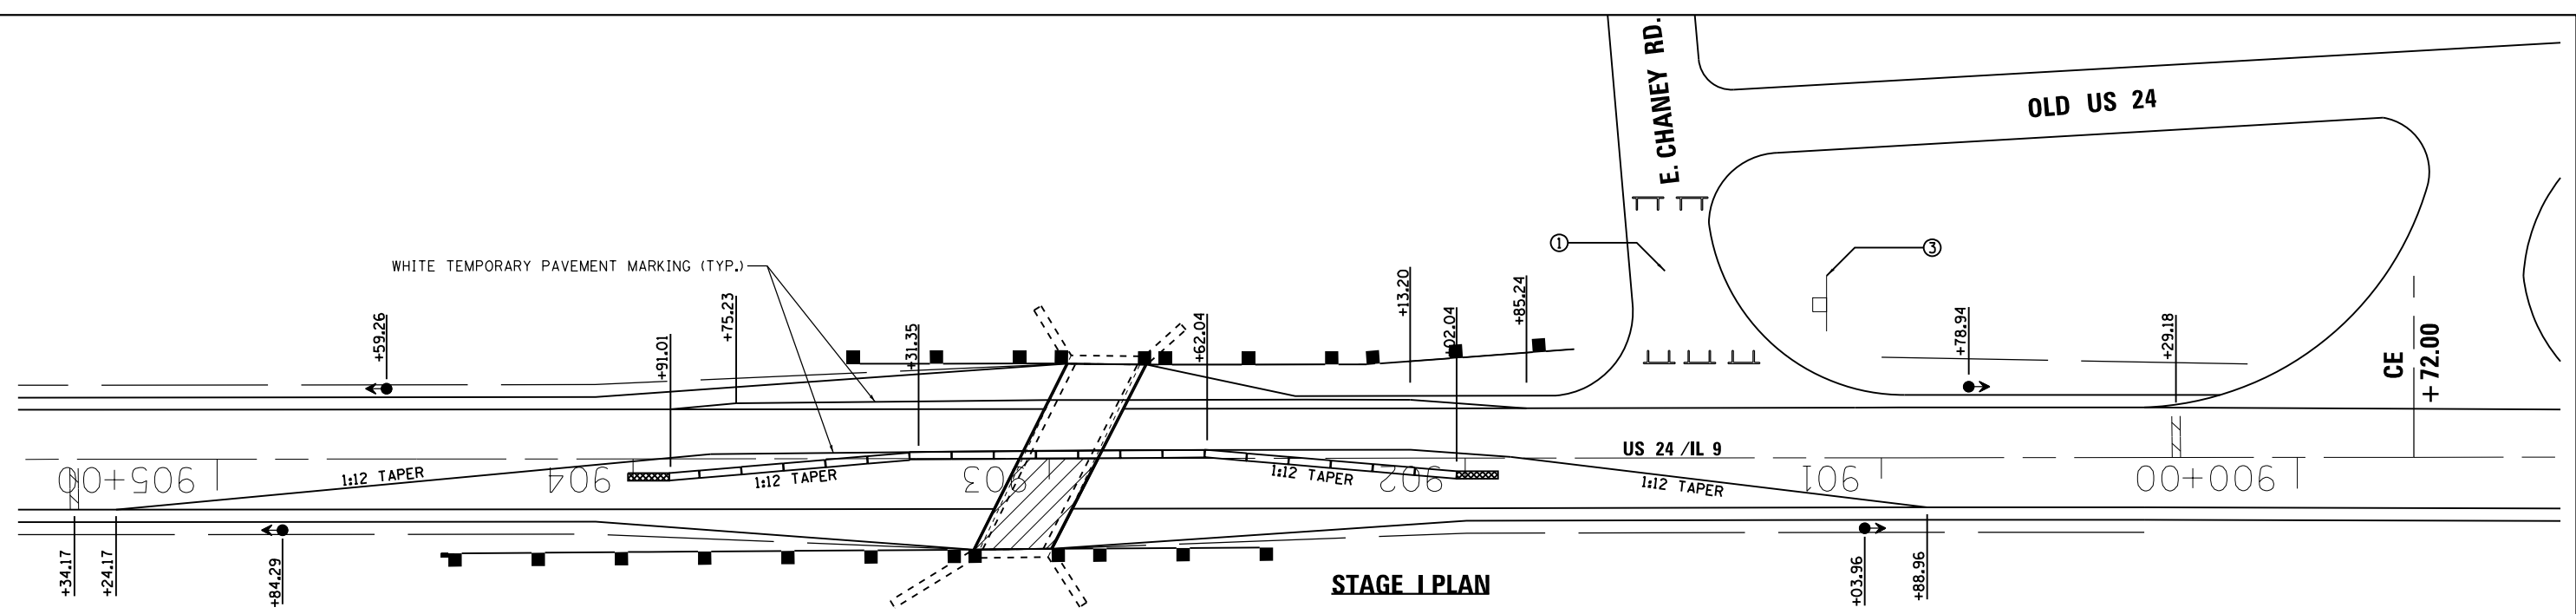 E. CHANEY RD.
OLD US 24
1
3
WHITE TEMPORARY PAVEMENT MARKING (TYP.)
+59.26
+91.01
+75.23
+31.35
+62.04
+13.20
+02.04
+85.24
+78.94
+29.18
CE
+ 72.00
US 24 /IL 9
905+00
904
903
902
901
900+00
1:12 TAPER
1:12 TAPER
1:12 TAPER
1:12 TAPER
+34.17
+24.17
+84.29
+03.96
+88.96
STAGE I PLAN